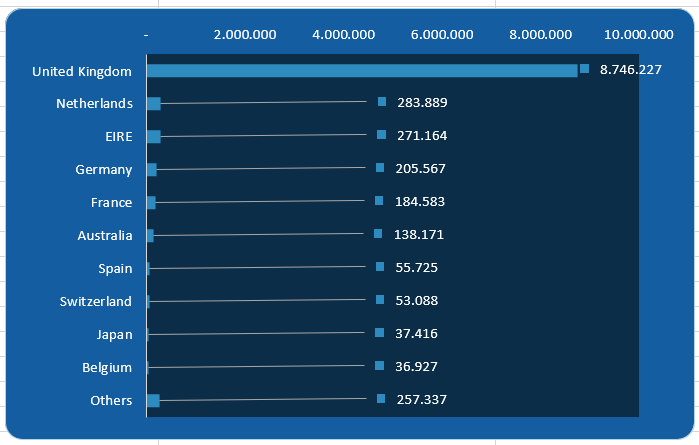 - 2.000.000 4.000.000 6.000.000 8.000.000 10.000.000
United Kingdom 8.746.227
Netherlands 283.889
EIRE 271.164
Germany 205.567
France 184.583
Australia 138.171
Spain 55.725
Switzerland 53.088
Japan 37.416
Belgium 36.927
Others 257.337